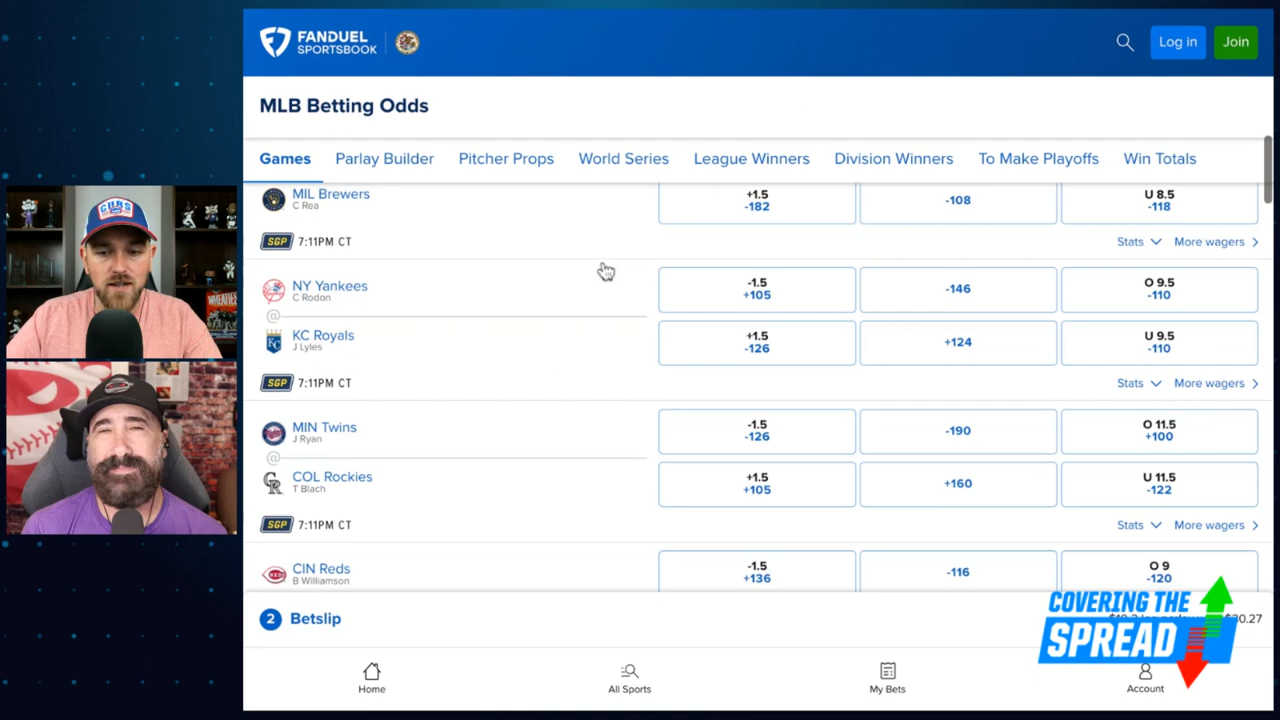 FANDUEL
SPORTSBOOK
Log in
Join
MLB Betting Odds
Games
Parlay Builder
Pitcher Props
World Series
League Winners
Division Winners
To Make Playoffs
Win Totals
MIL Brewers
C Rea
+1.5
-182
-108
U 8.5
-118
SGP 7:11PM CT
Stats
More wagers
NY Yankees
C Rodon
-1.5
+105
-146
O 9.5
-110
@
KC Royals
J Lyles
+1.5
-126
+124
U 9.5
-110
SGP 7:11PM CT
Stats
More wagers
MIN Twins
J Ryan
-1.5
-126
-190
O 11.5
+100
@
COL Rockies
T Blach
+1.5
+105
+160
U 11.5
-122
SGP 7:11PM CT
Stats
More wagers
CIN Reds
B Williamson
-1.5
+136
-116
O 9
-120
2 Betslip
COVERING THE
SPREAD
Home
All Sports
My Bets
Account
CUBS
WHEATIES